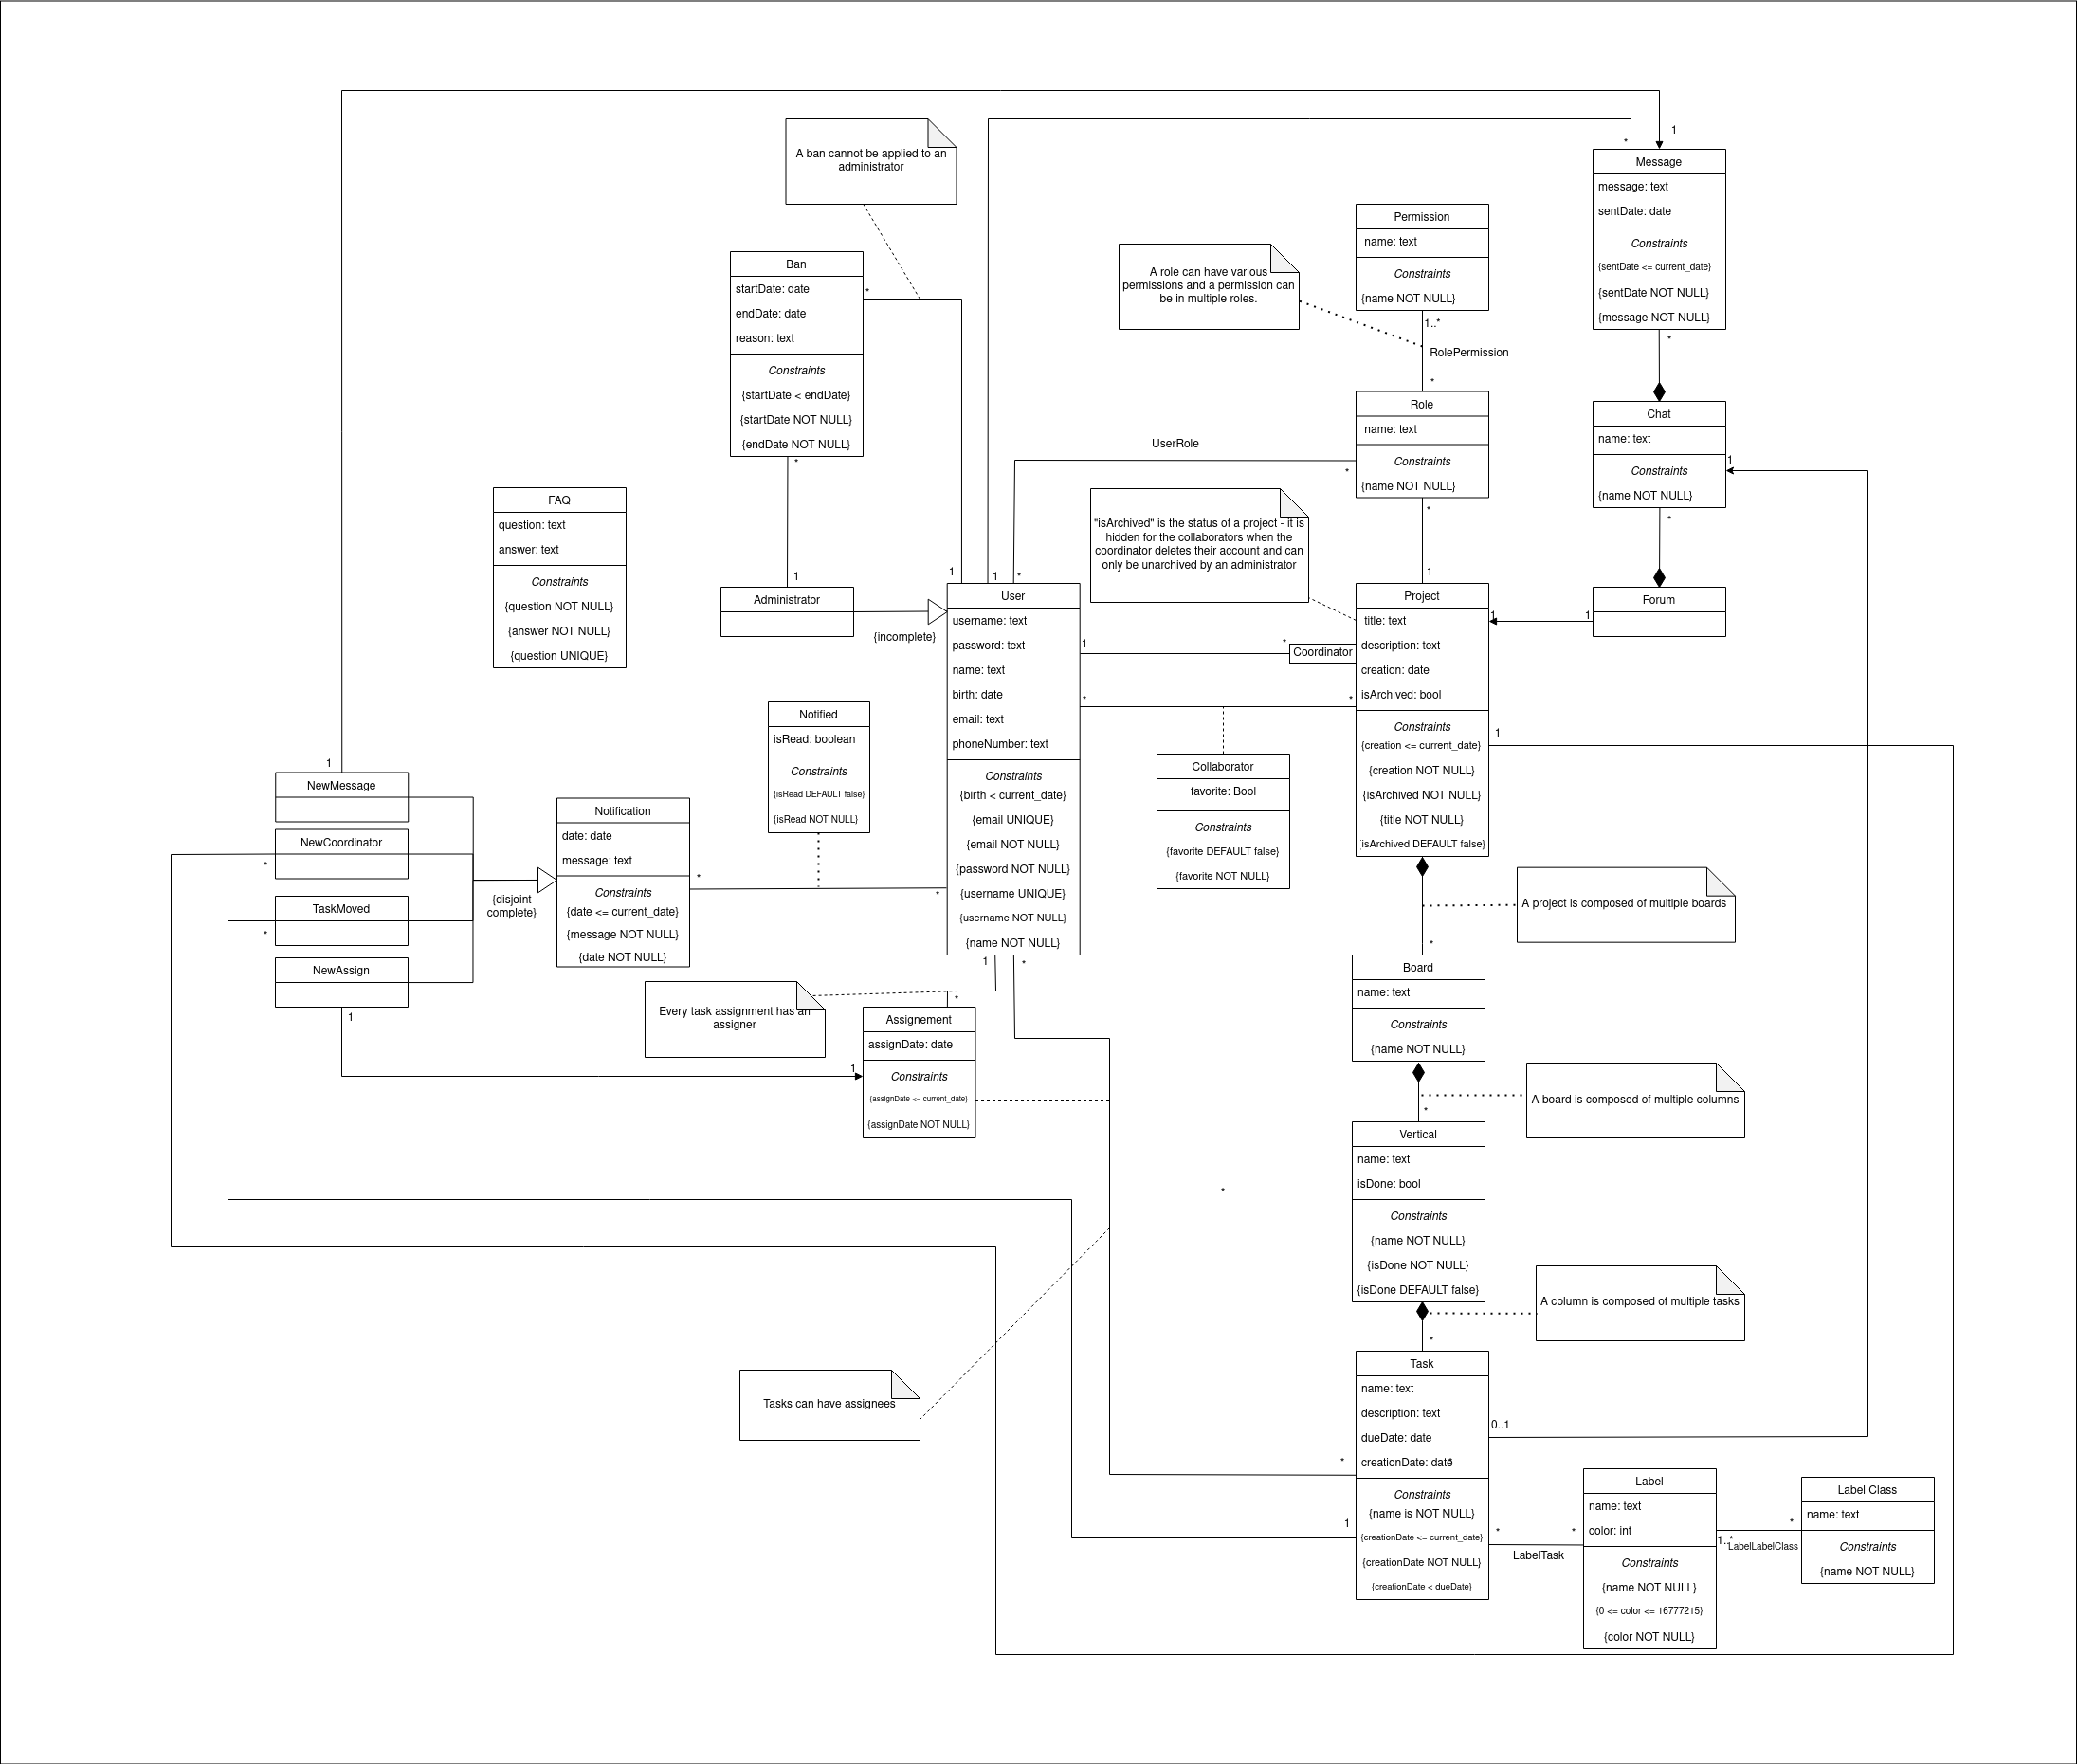 A ban cannot be applied to an
administrator
1
*
Message
message: text
sentDate: date
Constraints
{sentDate <= current_date}
{sentDate NOT NULL}
{message NOT NULL}
*
Permission
name: text
Constraints
{name NOT NULL}
1..*
RolePermission
*
A role can have various
permissions and a permission can
be in multiple roles.
Ban
startDate: date
endDate: date
reason: text
Constraints
{startDate < endDate}
{startDate NOT NULL}
{endDate NOT NULL}
*
*
Role
name: text
Constraints
{name NOT NULL}
*
UserRole
*
Chat
name: text
Constraints
{name NOT NULL}
1
*
FAQ
question: text
answer: text
Constraints
{question NOT NULL}
{answer NOT NULL}
{question UNIQUE}
"isArchived" is the status of a project - it is
hidden for the collaborators when the
coordinator deletes their account and can
only be unarchived by an administrator
1
Administrator
{incomplete}
1
1
*
User
username: text
password: text
name: text
birth: date
email: text
phoneNumber: text
Constraints
{birth < current_date}
{email UNIQUE}
{email NOT NULL}
{password NOT NULL}
{username UNIQUE}
{username NOT NULL}
{name NOT NULL}
1
*
Coordinator
*
*
1
Project
title: text
description: text
creation: date
isArchived: bool
Constraints
{creation <= current_date}
{creation NOT NULL}
{isArchived NOT NULL}
{title NOT NULL}
{isArchived DEFAULT false}
1
1
1
Forum
Notified
isRead: boolean
Constraints
{isRead DEFAULT false}
{isRead NOT NULL}
Collaborator
favorite: Bool
Constraints
{favorite DEFAULT false}
{favorite NOT NULL}
1
NewMessage
NewCoordinator
*
TaskMoved
*
NewAssign
1
{disjoint
complete}
Notification
date: date
message: text
Constraints
{date <= current_date}
{message NOT NULL}
{date NOT NULL}
*
*
A project is composed of multiple boards
*
1
*
Every task assignment has an
assigner
*
Assignement
assignDate: date
Constraints
{assignDate <= current_date}
{assignDate NOT NULL}
1
Board
name: text
Constraints
{name NOT NULL}
A board is composed of multiple columns
*
Vertical
name: text
isDone: bool
Constraints
{name NOT NULL}
{isDone NOT NULL}
{isDone DEFAULT false}
*
A column is composed of multiple tasks
*
Tasks can have assignees
Task
name: text
description: text
dueDate: date
creationDate: date
*
Constraints
{name is NOT NULL}
{creationDate <= current_date}
{creationDate NOT NULL}
{creationDate < dueDate}
0..1
*
1
*
*
LabelTask
Label
name: text
color: int
Constraints
{name NOT NULL}
{0 <= color <= 16777215}
{color NOT NULL}
1..*
*
LabelLabelClass
Label Class
name: text
Constraints
{name NOT NULL}